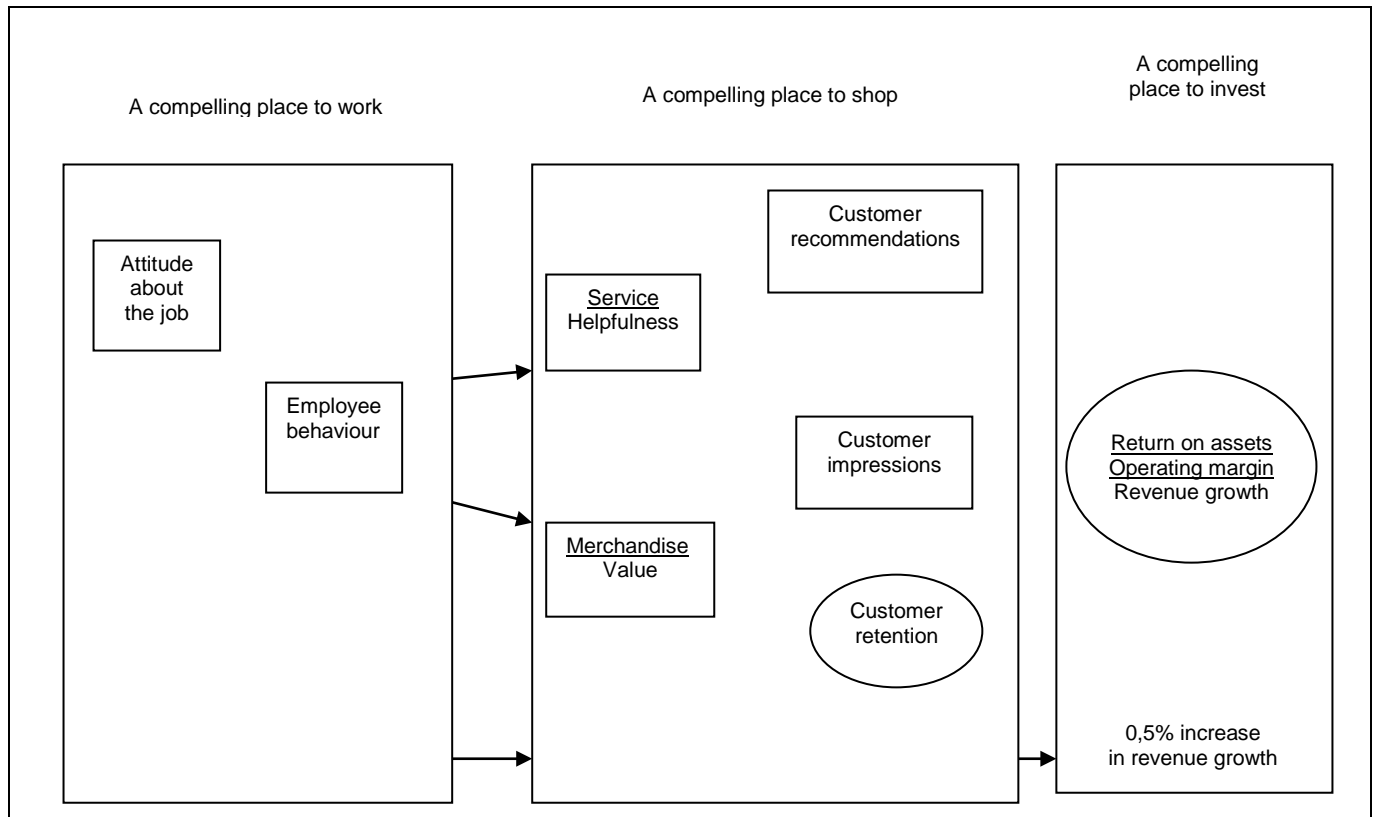 A compelling place to work
A compelling place to shop
A compelling
place to invest
Attitude
about
the job
Employee
behaviour
Service
Helpfulness
Merchandise
Value
Customer
recommendations
Customer
impressions
Customer
retention
Return on assets
Operating margin
Revenue growth
0,5% increase
in revenue growth